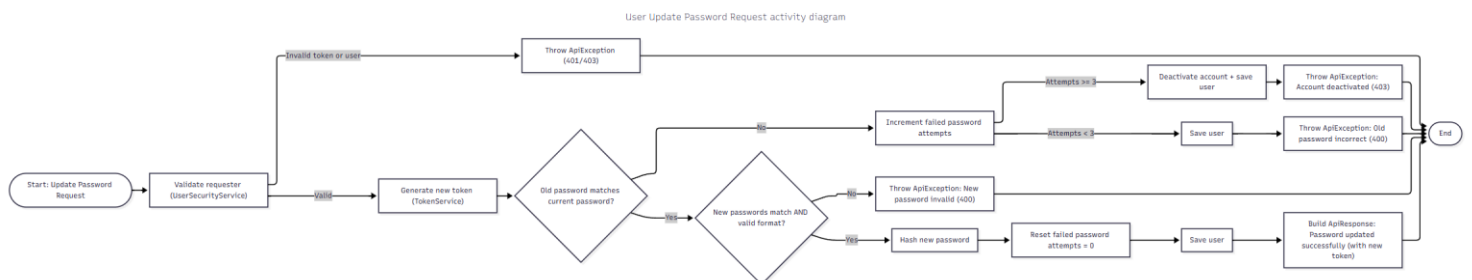 User Update Password Request activity diagram
Invalid token or user
Throw ApiException
(401/403)
Attempts >= 3
Deactivate account + save
user
Throw ApiException:
Account deactivated (403)
No
Increment failed password
attempts
Attempts < 3
Save user
Throw ApiException: Old
password incorrect (400)
End
Start: Update Password
Request
Validate requestor
(UserSecurityService)
Valid
Generate new token
(TokenService)
Old password matches
current password?
Yes
New passwords match AND
valid format?
No
Throw ApiException: New
password invalid (400)
Yes
Hash new password
Reset failed password
attempts = 0
Save user
Build ApiResponse:
Password updated
successfully (with new
token)